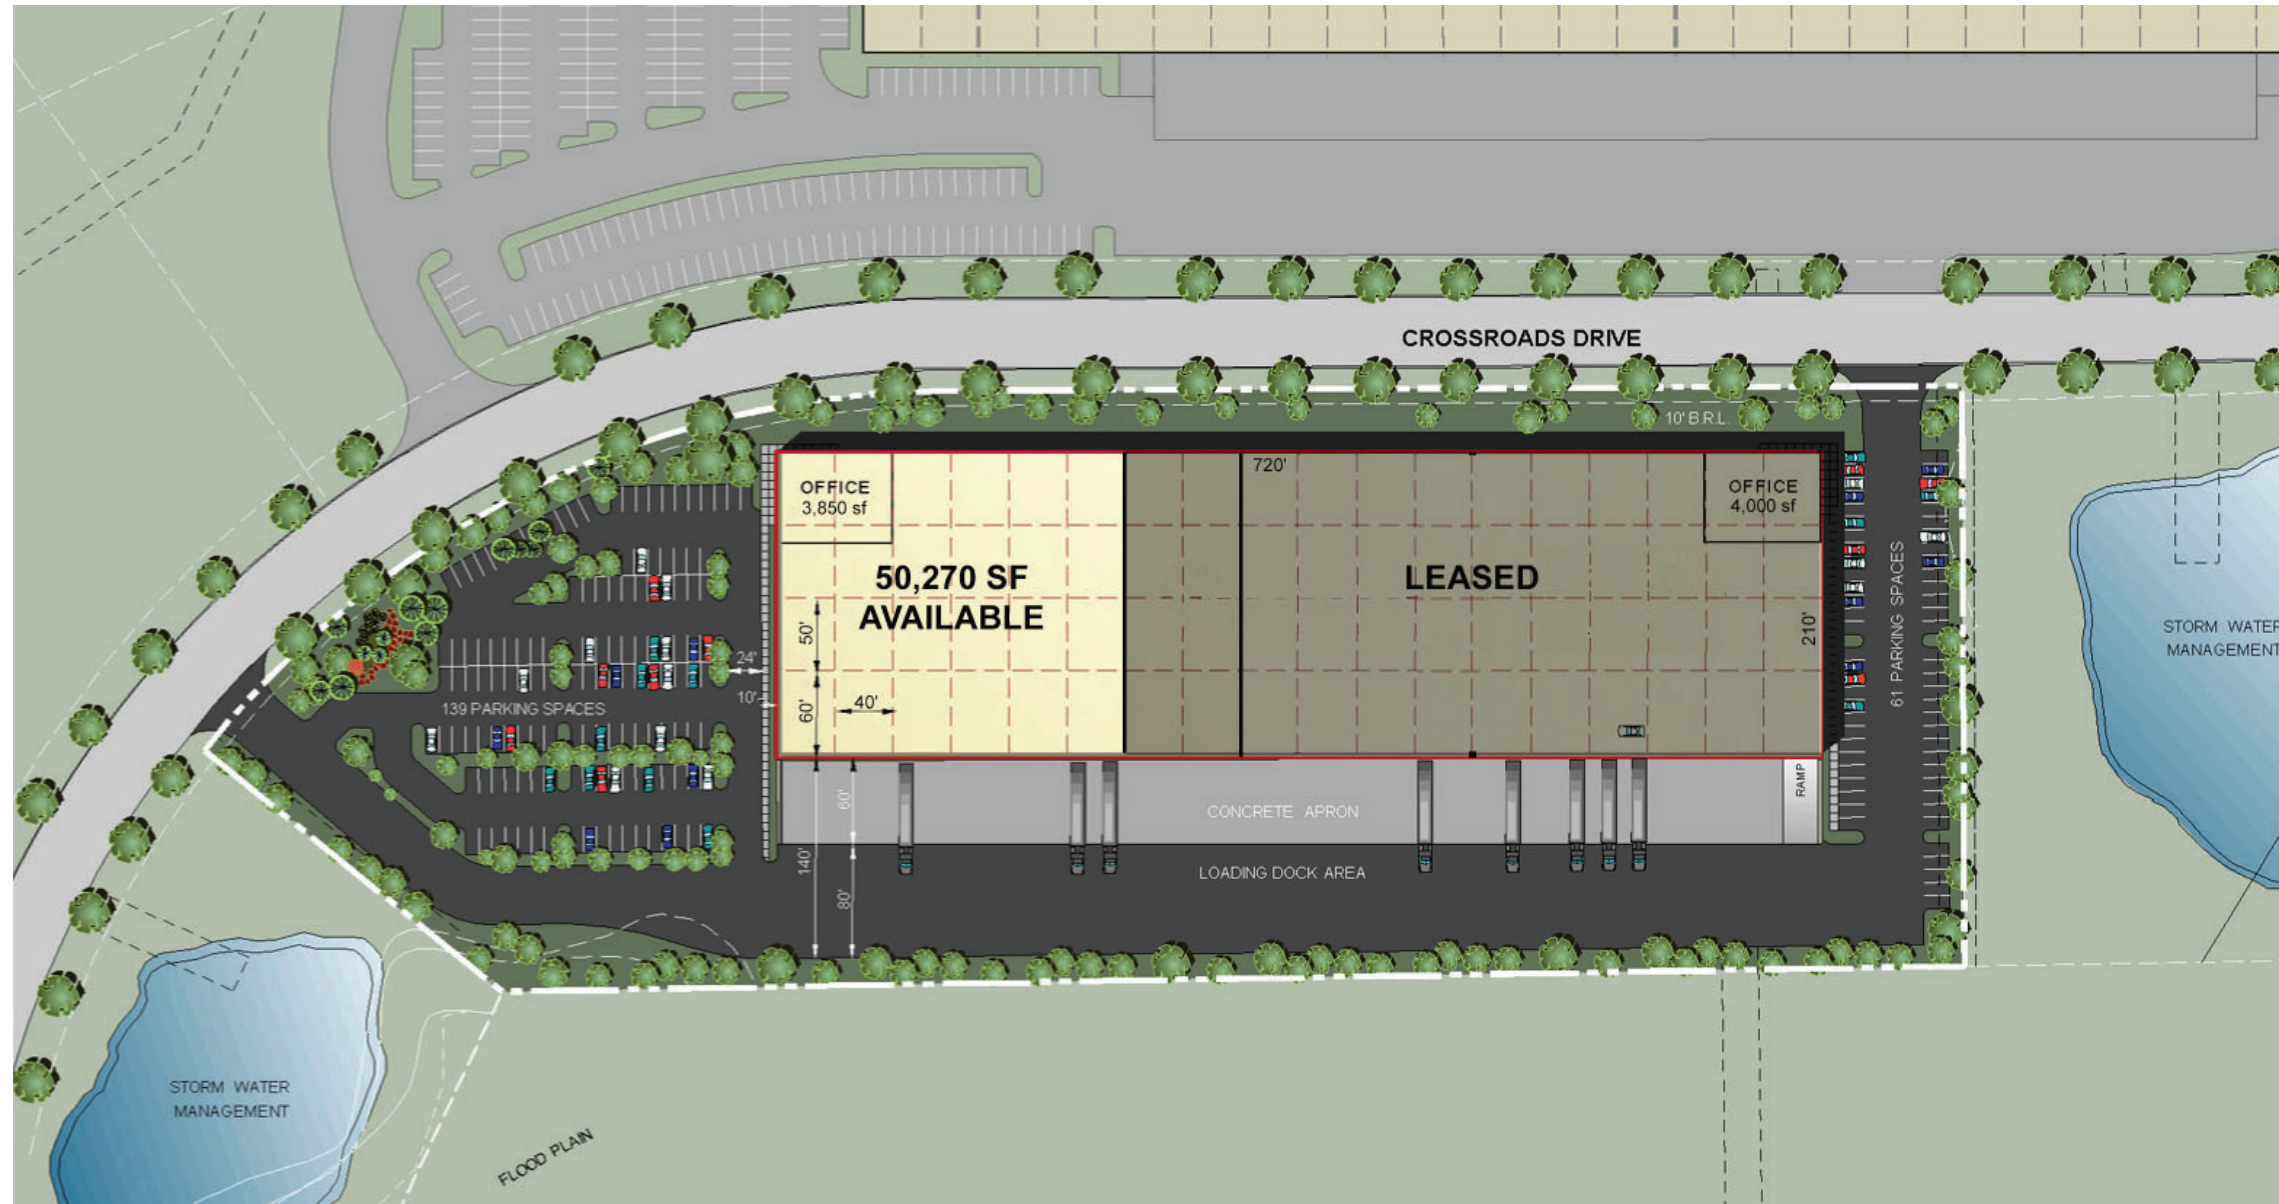 CROSSROADS DRIVE
10' B.R.L.
720'
OFFICE
3,850 sf
OFFICE
4,000 sf
50,270 SF
AVAILABLE
LEASED
50'
210'
61 PARKING SPACES
STORM WATER
MANAGEMENT
24'
10'
60'
40'
139 PARKING SPACES
RAMP
60'
CONCRETE APRON
140'
LOADING DOCK AREA
80'
STORM WATER
MANAGEMENT
FLOOD PLAIN